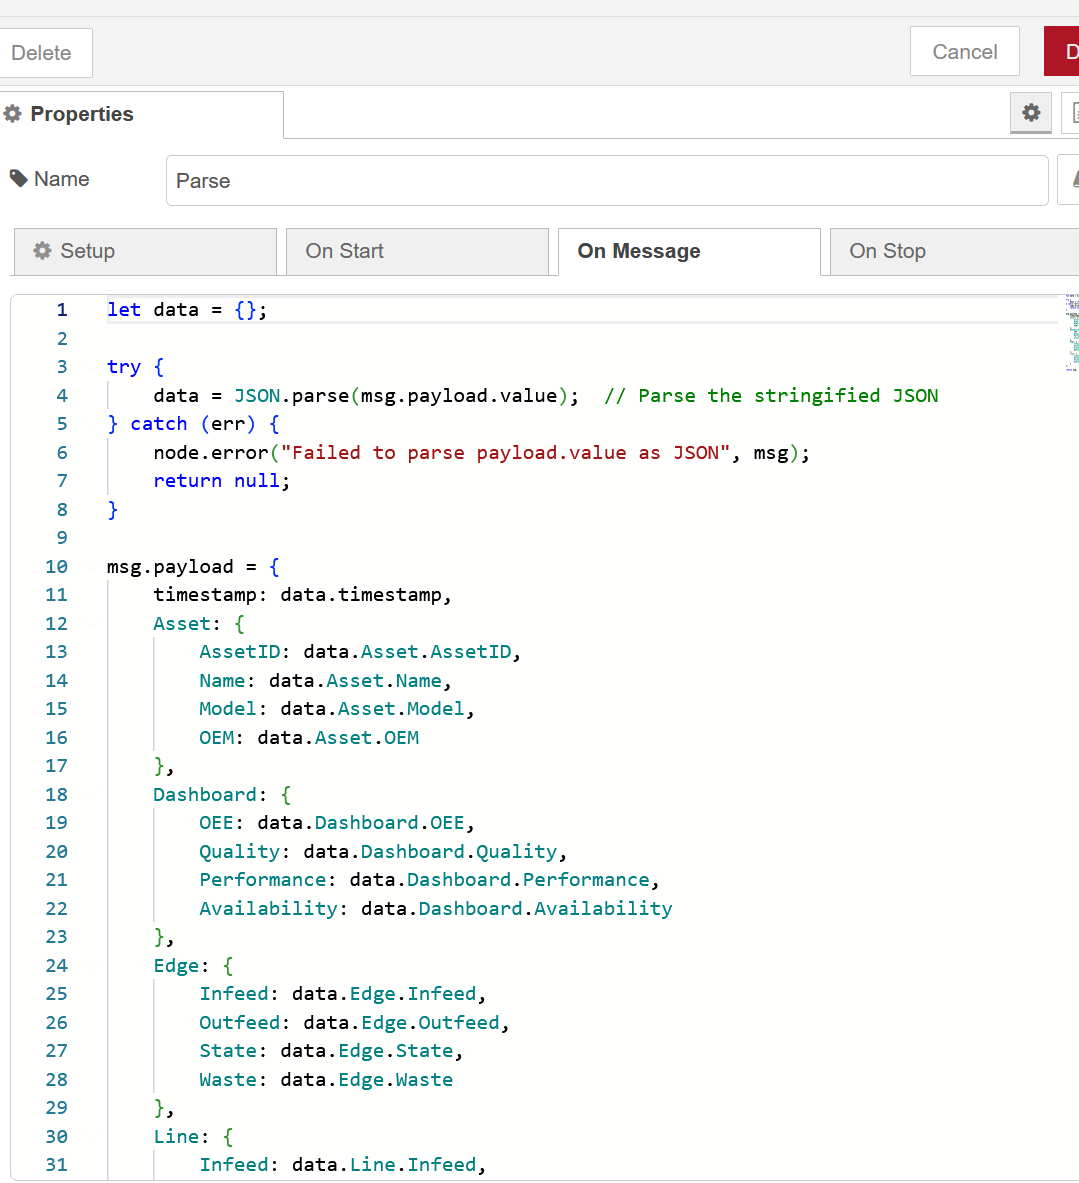 Delete
Cancel
D
Properties
Name
Parse
Setup
On Start
On Message
On Stop
1 let data = {};
2
3 try {
4     data = JSON.parse(msg.payload.value);  // Parse the stringified JSON
5 } catch (err) {
6     node.error("Failed to parse payload.value as JSON", msg);
7     return null;
8 }
9
10 msg.payload = {
11     timestamp: data.timestamp,
12     Asset: {
13         AssetID: data.Asset.AssetID,
14         Name: data.Asset.Name,
15         Model: data.Asset.Model,
16         OEM: data.Asset.OEM
17     },
18     Dashboard: {
19         OEE: data.Dashboard.OEE,
20         Quality: data.Dashboard.Quality,
21         Performance: data.Dashboard.Performance,
22         Availability: data.Dashboard.Availability
23     },
24     Edge: {
25         Infeed: data.Edge.Infeed,
26         Outfeed: data.Edge.Outfeed,
27         State: data.Edge.State,
28         Waste: data.Edge.Waste
29     },
30     Line: {
31         Infeed: data.Line.Infeed,